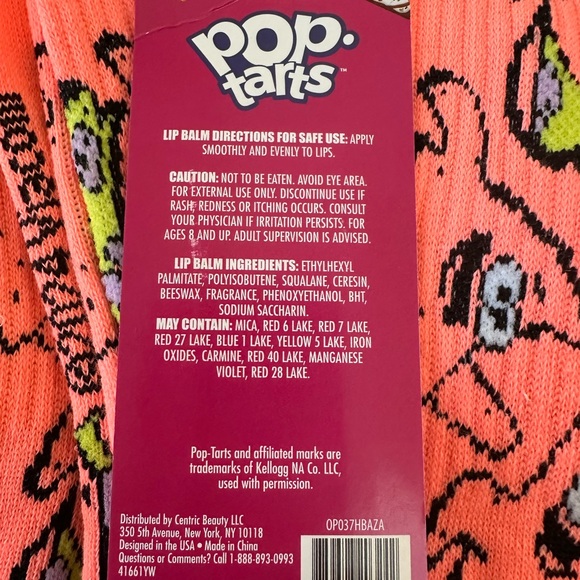 POP·
tarts™
LIP BALM DIRECTIONS FOR SAFE USE: APPLY
SMOOTHLY AND EVENLY TO LIPS.
CAUTION: NOT TO BE EATEN. AVOID EYE AREA.
FOR EXTERNAL USE ONLY. DISCONTINUE USE IF
RASH, REDNESS OR ITCHING OCCURS. CONSULT
YOUR PHYSICIAN IF IRRITATION PERSISTS. FOR
AGES 8 AND UP. ADULT SUPERVISION IS ADVISED.
LIP BALM INGREDIENTS: ETHYLHEXYL
PALMITATE, POLYISOBUTENE, SQUALANE, CERESIN,
BEESWAX, FRAGRANCE, PHENOXYETHANOL, BHT,
SODIUM SACCHARIN.
MAY CONTAIN: MICA, RED 6 LAKE, RED 7 LAKE,
RED 27 LAKE, BLUE 1 LAKE, YELLOW 5 LAKE, IRON
OXIDES, CARMINE, RED 40 LAKE, MANGANESE
VIOLET, RED 28 LAKE.
Pop-Tarts and affiliated marks are
trademarks of Kellogg NA Co. LLC,
used with permission.
Distributed by Centric Beauty LLC
350 5th Avenue, New York, NY 10118
Designed in the USA • Made in China
Questions or Comments? Call 1-888-893-0993
41661YW
OP037HBAZA